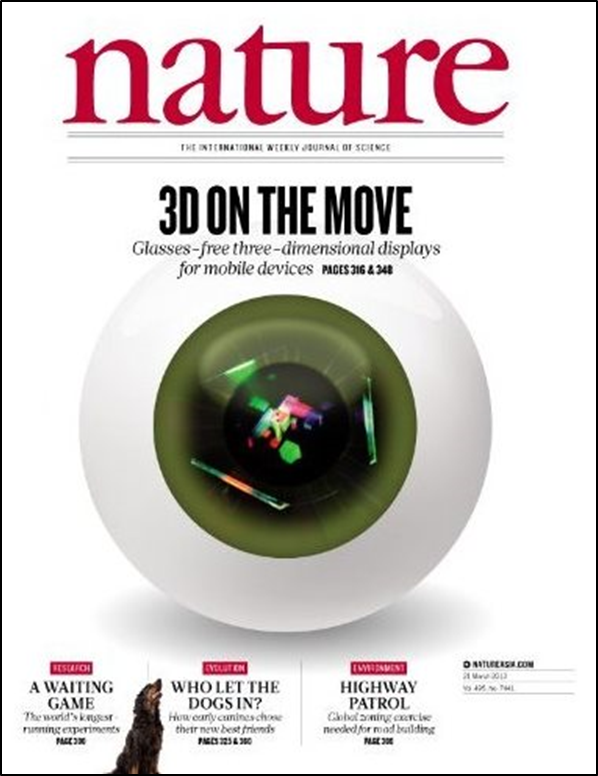 nature
THE INTERNATIONAL WEEKLY JOURNAL OF SCIENCE
3D ON THE MOVE
Glasses-free three-dimensional displays
for mobile devices PAGES 316 & 348
RESEARCH
A WAITING
GAME
The world's longest-
running experiments
PAGE 300
EVOLUTION
WHO LET THE
DOGS IN?
How early canines chose
their new best friends
PAGES
ENVIRONMENT
HIGHWAY
PATROL
Global zoning exercise
needed for road building
PAGE
NATUREASIA.COM
21 March 2013
Vol. 495, no. 7441